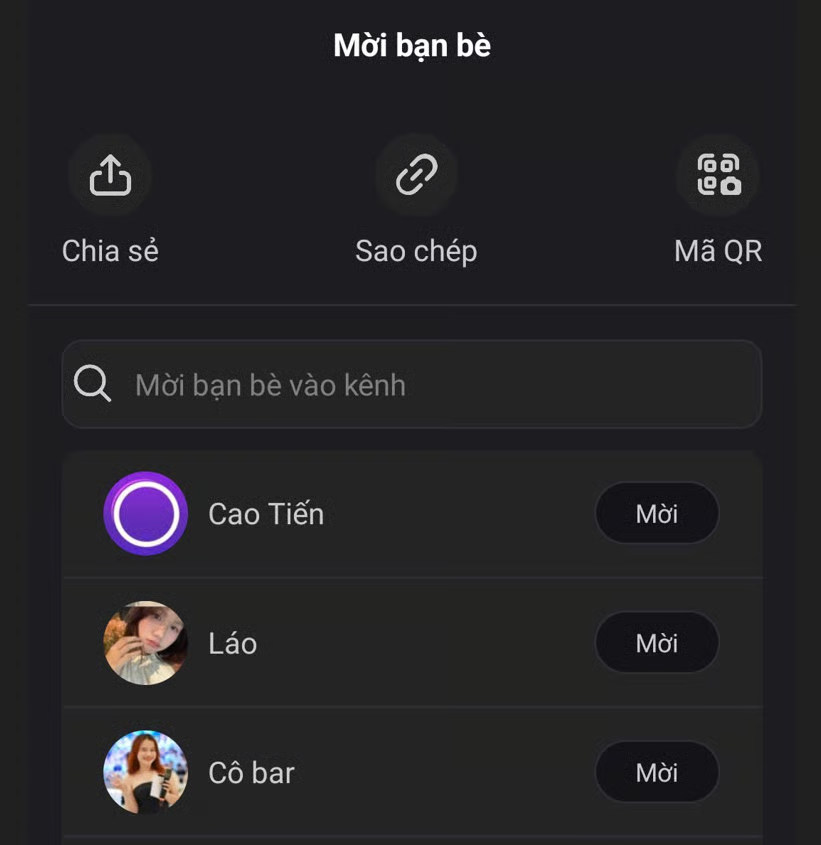 Mời bạn bè
Chia sẻ
Sao chép
Mã QR
Mời bạn bè vào kênh
Cao Tiến
Mời
Láo
Mời
Cô bar
Mời